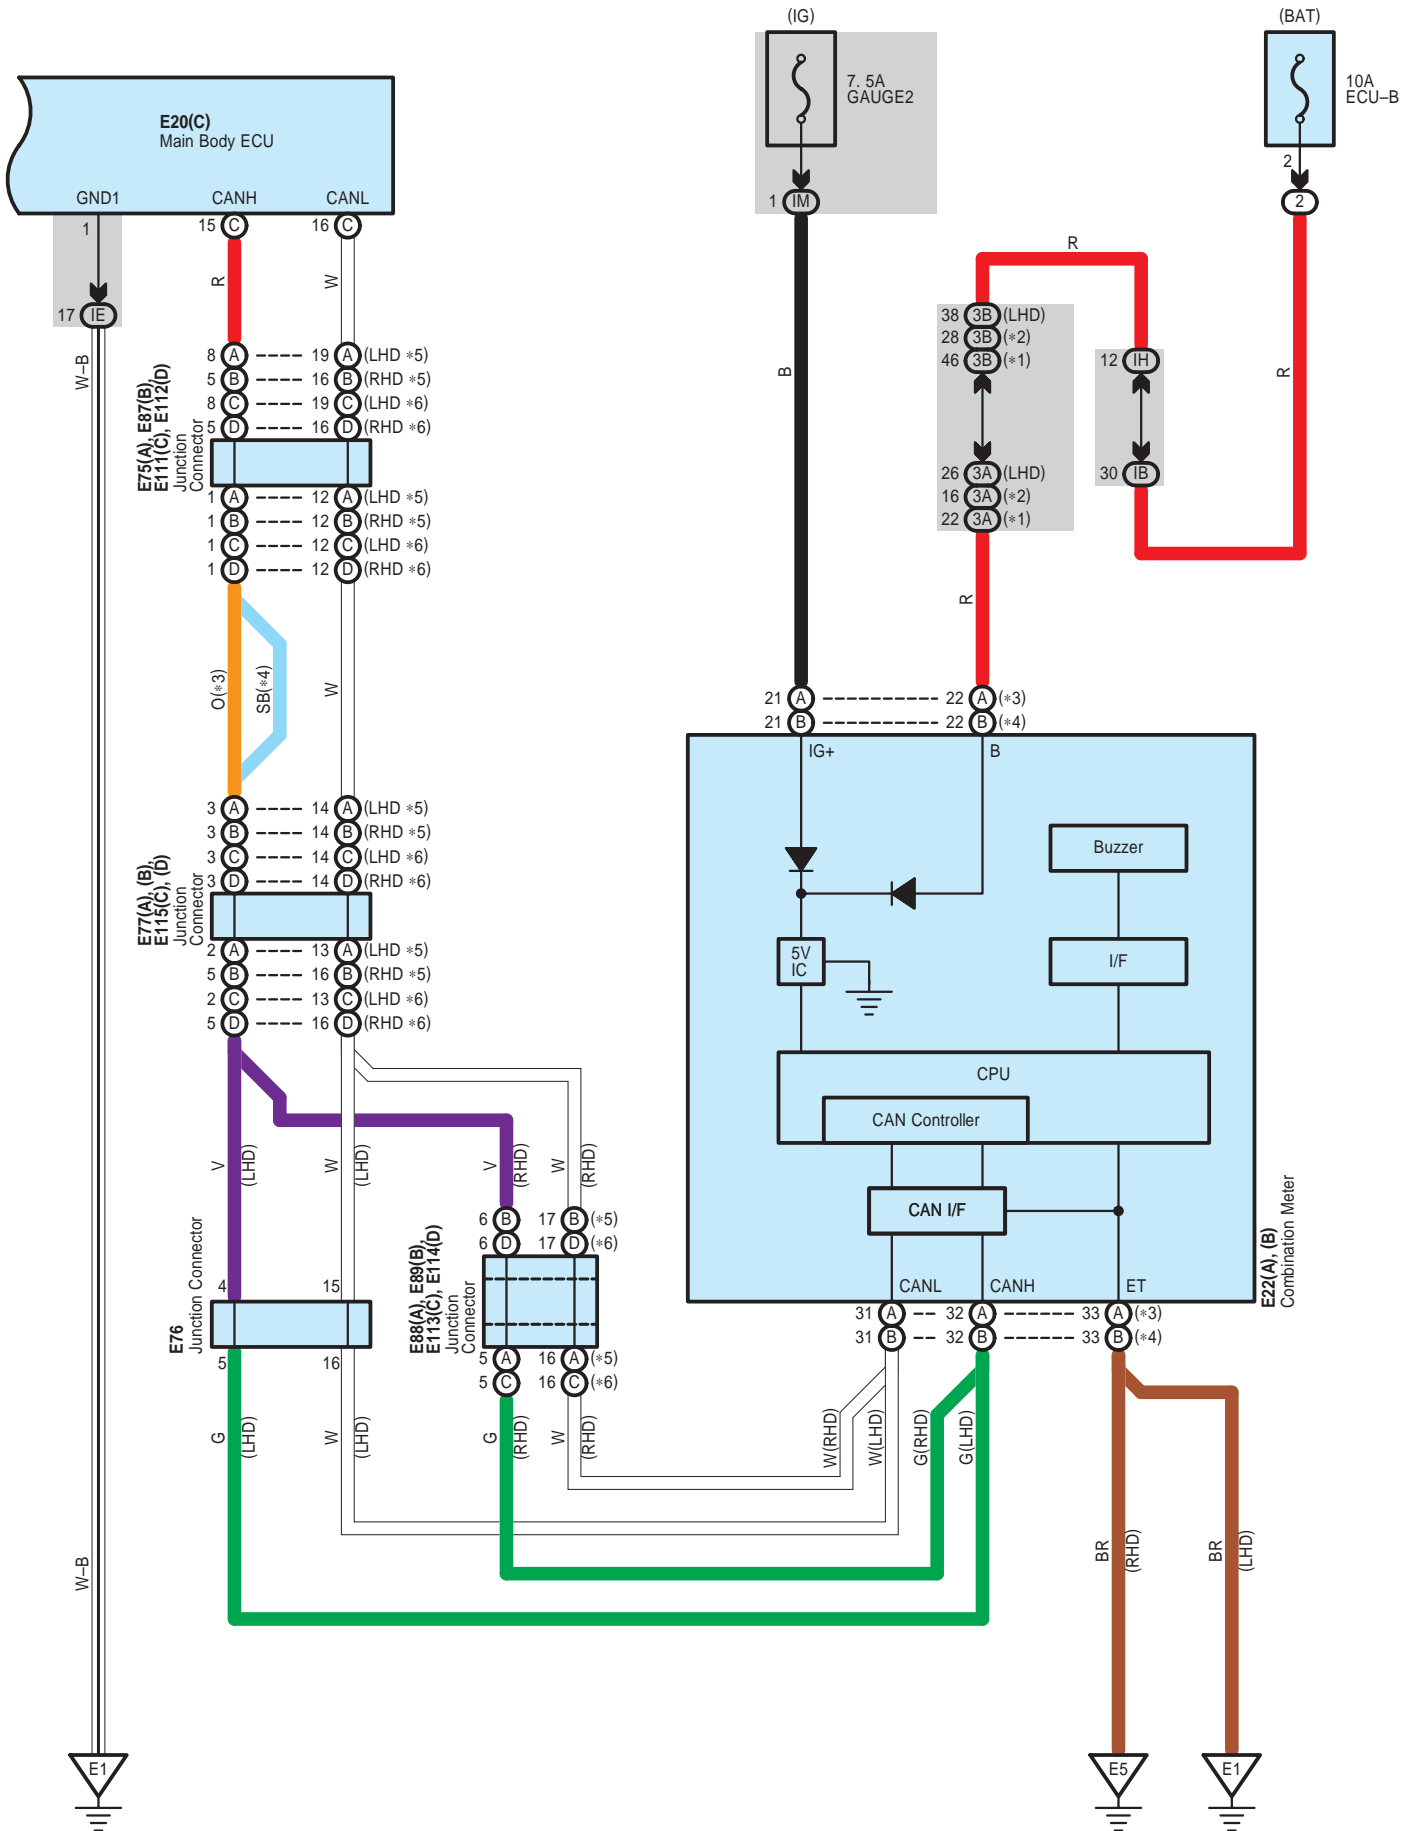 (IG)
(BAT)
7. 5A
GAUGE2
10A
ECU–B
E20(C)
Main Body ECU
GND1 CANH CANL
1
15 C 16 C
1 IM
2
2
R
W
R
17 IE
38 3B (LHD)
28 3B (∗2)
46 3B (∗1)
12 IH
W–B
8 A 19 A (LHD ∗5)
5 B 16 B (RHD ∗5)
8 C 19 C (LHD ∗6)
5 D 16 D (RHD ∗6)
B
R
E75(A), E87(B),
E111(C), E112(D)
Junction
Connector
26 3A (LHD)
16 3A (∗2)
22 3A (∗1)
30 IB
1 A 12 A (LHD ∗5)
1 B 12 B (RHD ∗5)
1 C 12 C (LHD ∗6)
1 D 12 D (RHD ∗6)
R
O(∗3)
SB(∗4)
W
21 A 22 A (∗3)
21 B 22 B (∗4)
IG+ B
3 A 14 A (LHD ∗5)
3 B 14 B (RHD ∗5)
3 C 14 C (LHD ∗6)
3 D 14 D (RHD ∗6)
E77(A), (B),
E115(C), (D)
Junction
Connector
2 A 13 A (LHD ∗5)
5 B 16 B (RHD ∗5)
2 C 13 C (LHD ∗6)
5 D 16 D (RHD ∗6)
Buzzer
5V
IC
I/F
CPU
CAN Controller
CAN I/F
CANL CANH ET
E22(A), (B)
Combination Meter
V
(LHD)
W
(LHD)
V
(RHD)
W
(RHD)
6 B 17 B (∗5)
6 D 17 D (∗6)
E88(A), E89(B),
E113(C), E114(D)
Junction
Connector
5 A 16 A (∗5)
5 C 16 C (∗6)
4 15
E76
Junction Connector
5 16
31 A 32 A 33 A (∗3)
31 B 32 B 33 B (∗4)
G
(LHD)
W
(LHD)
G
(RHD)
W
(RHD)
W(RHD)
W(LHD)
G(RHD)
G(LHD)
BR
(RHD)
BR
(LHD)
W–B
E1
E5
E1